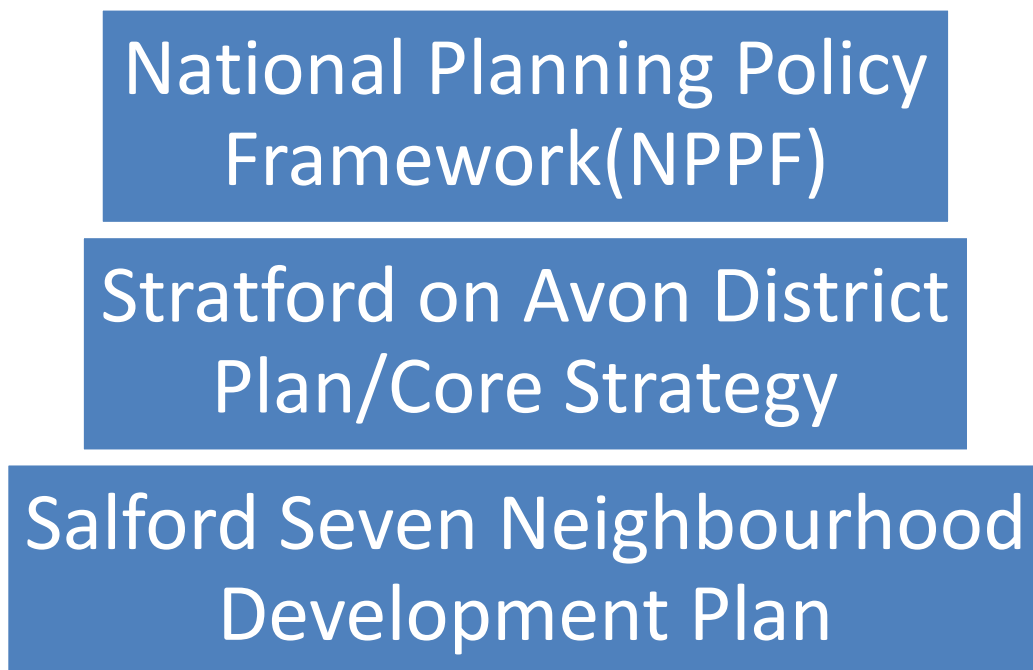 National Planning Policy
Framework(NPPF)
Stratford on Avon District
Plan/Core Strategy
Salford Seven Neighbourhood
Development Plan